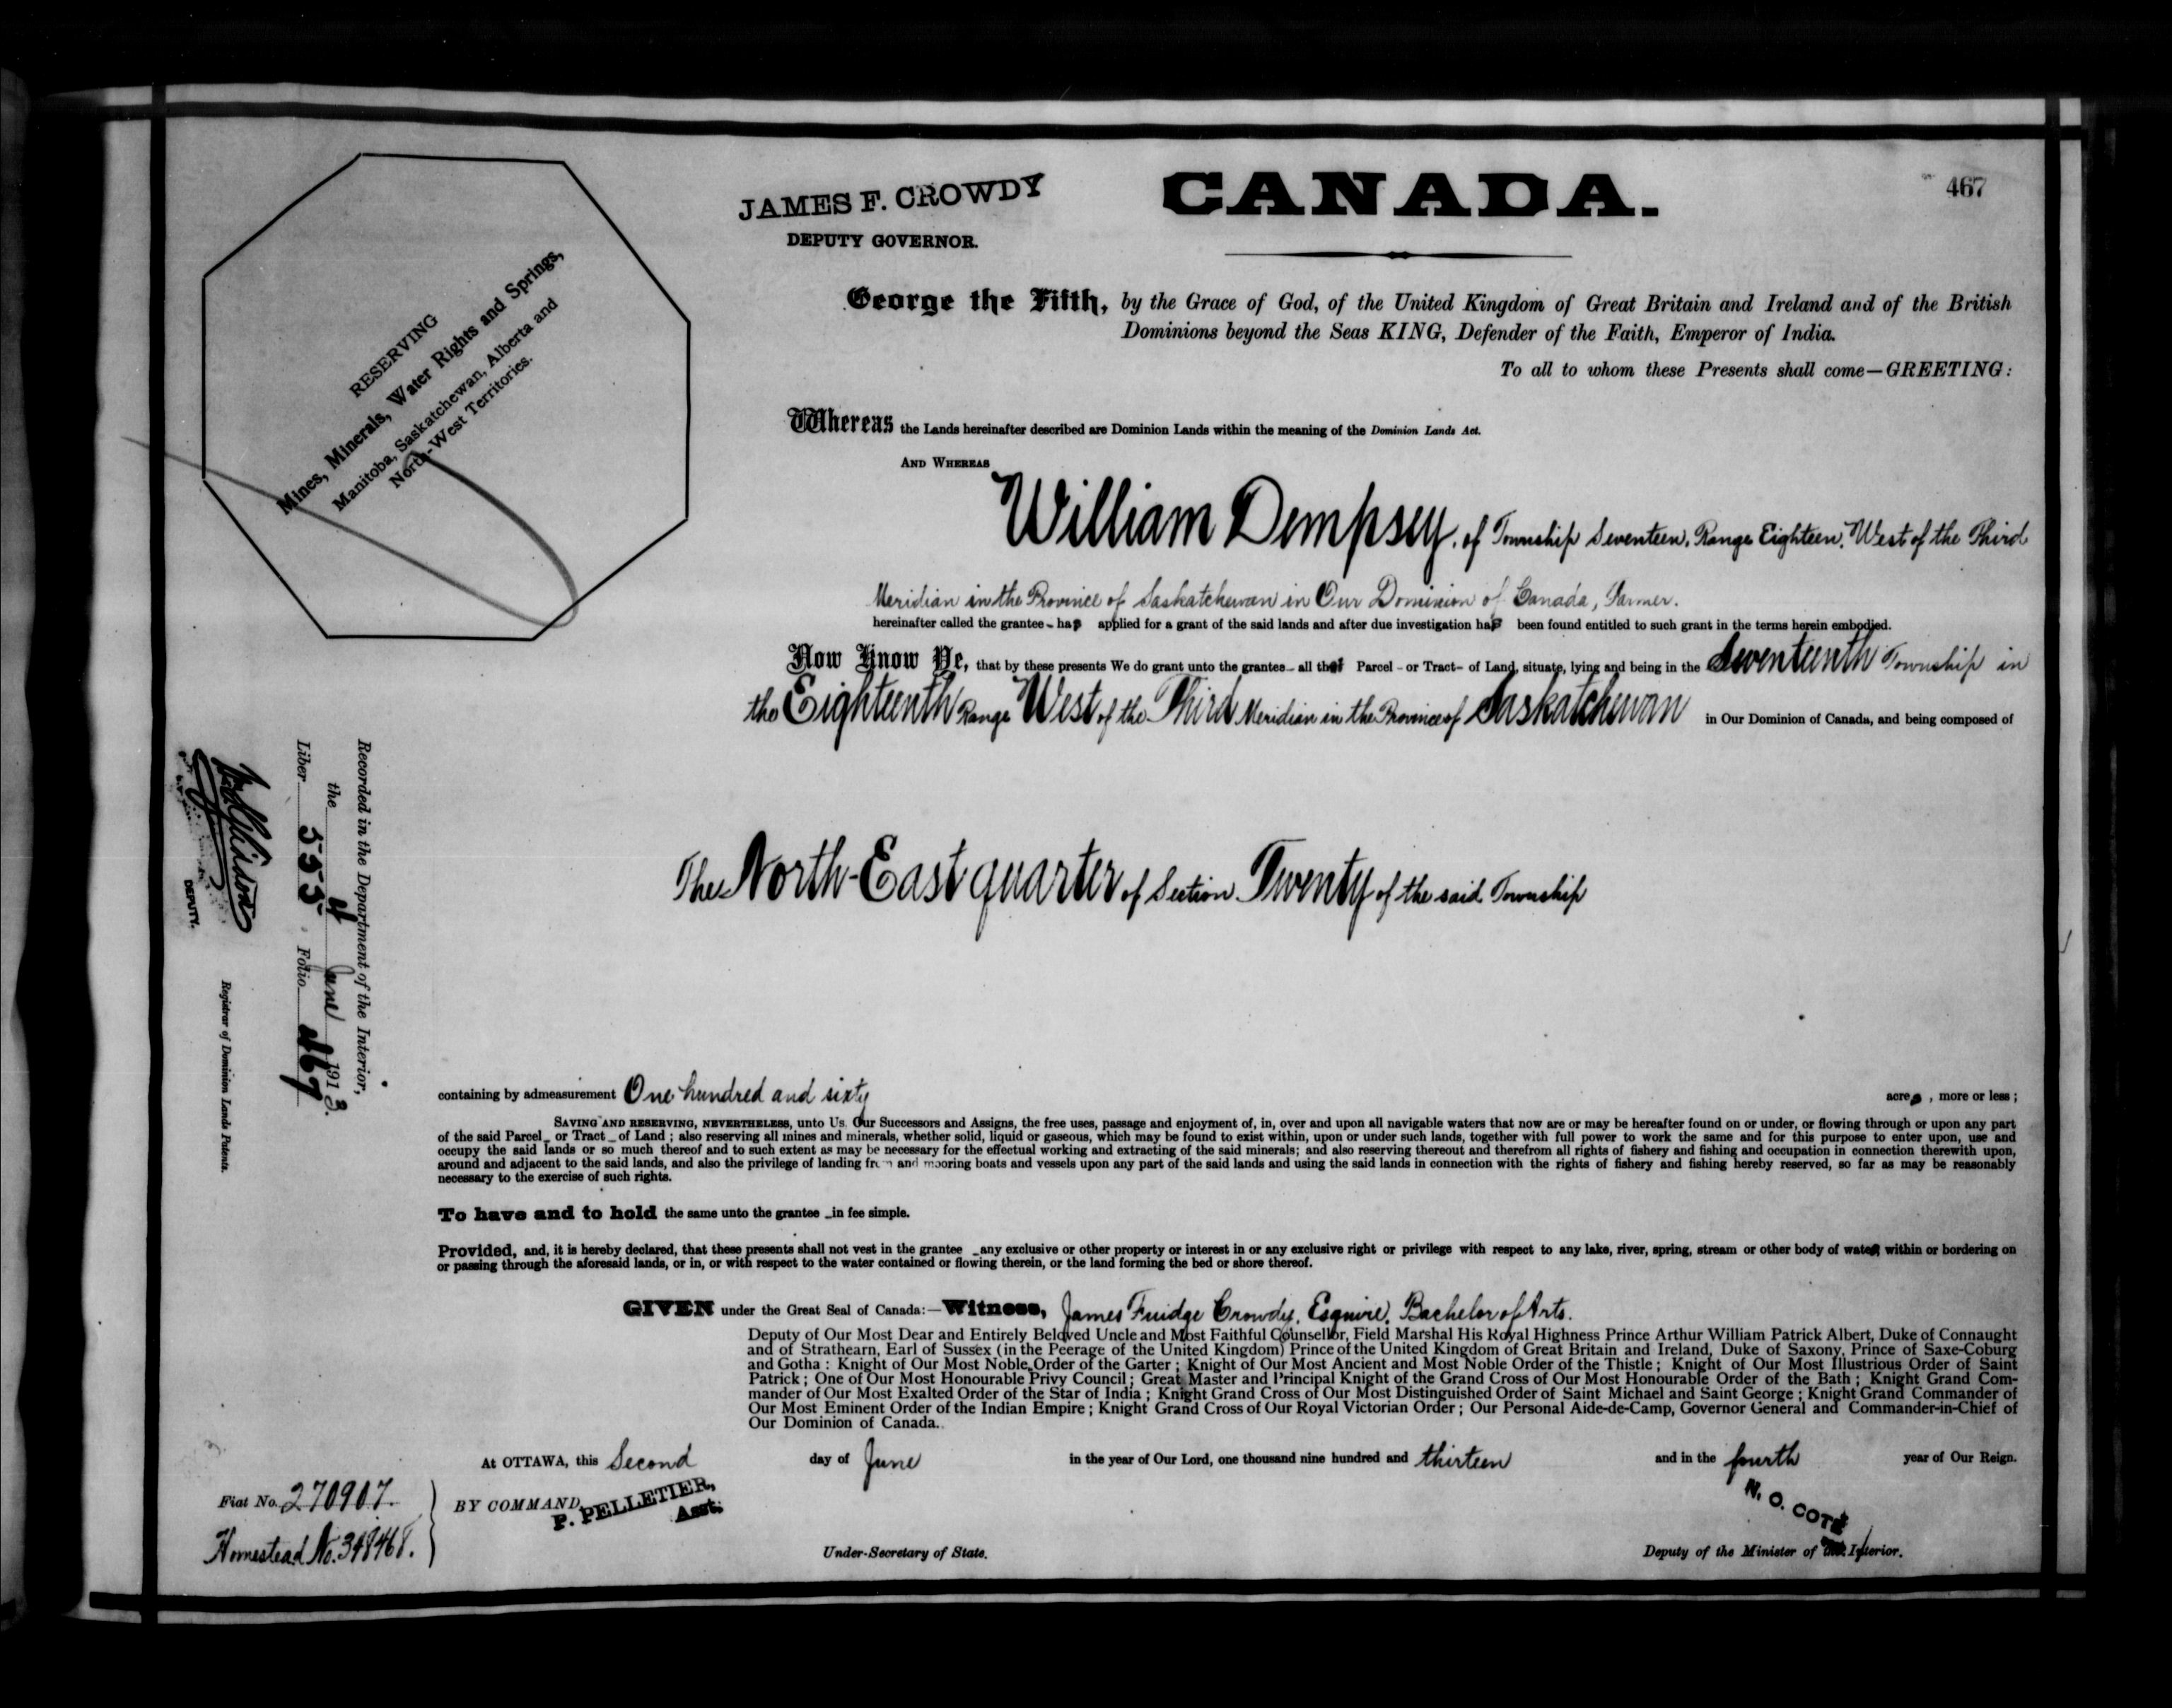 467
JAMES F. CROWDY
DEPUTY GOVERNOR.
CANADA.
RESERVING
Mines, Minerals, Water Rights and Springs,
Manitoba, Saskatchewan, Alberta and
North-West Territories.
George the Fifth, by the Grace of God, of the United Kingdom of Great Britain and Ireland and of the British
Dominions beyond the Seas KING, Defender of the Faith, Emperor of India.
To all to whom these Presents shall come—GREETING:
Whereas the Lands hereinafter described are Dominion Lands within the meaning of the Dominion Lands Act.
AND WHEREAS
William Dempsey, of Township Seventeen, Range Eighteen, West of the Third
Meridian in the Province of Saskatchewan in Our Dominion of Canada, Farmer.
hereinafter called the grantee - has applied for a grant of the said lands and after due investigation has been found entitled to such grant in the terms herein embodied.
Now Know Ye, that by these presents We do grant unto the grantee - all that Parcel - or Tract - of Land, situate, lying and being in the Seventeenth Township in
the Eighteenth Range West of the Third Meridian in the Province of Saskatchewan in Our Dominion of Canada, and being composed of
The North-East quarter of Section Twenty of the said Township
Recorded in the Department of the Interior,
the 4 June 1913.
Liber 555 Folio 467
DEPUTY.
Registrar of Dominion Lands Patents.
containing by admeasurement One hundred and sixty acres, more or less;
SAVING AND RESERVING, NEVERTHELESS, unto Us, Our Successors and Assigns, the free uses, passage and enjoyment of, in, over and upon all navigable waters that now are or may be hereafter found on or under, or flowing through or upon any part
of the said Parcel - or Tract - of Land; also reserving all mines and minerals, whether solid, liquid or gaseous, which may be found to exist within, upon or under such lands, together with full power to work the same and for this purpose to enter upon, use and
occupy the said lands or so much thereof and to such extent as may be necessary for the effectual working and extracting of the said minerals; and also reserving thereout and therefrom all rights of fishery and fishing and occupation in connection therewith upon,
around and adjacent to the said lands, and also the privilege of landing from and mooring boats and vessels upon any part of the said lands and using the said lands in connection with the rights of fishery and fishing hereby reserved, so far as may be reasonably
necessary to the exercise of such rights.
To have and to hold the same unto the grantee - in fee simple.
Provided, and, it is hereby declared, that these presents shall not vest in the grantee - any exclusive or other property or interest in or any exclusive right or privilege with respect to any lake, river, spring, stream or other body of water, within or bordering on
or passing through the aforesaid lands, or in, or with respect to the water contained or flowing therein, or the land forming the bed or shore thereof.
GIVEN under the Great Seal of Canada:—Witness, James Fuidge Crowdy, Esquire, Bachelor of Arts.
Deputy of Our Most Dear and Entirely Beloved Uncle and Most Faithful Counsellor, Field Marshal His Royal Highness Prince Arthur William Patrick Albert, Duke of Connaught
and of Strathearn, Earl of Sussex (in the Peerage of the United Kingdom) Prince of the United Kingdom of Great Britain and Ireland, Duke of Saxony, Prince of Saxe-Coburg
and Gotha: Knight of Our Most Noble Order of the Garter; Knight of Our Most Ancient and Most Noble Order of the Thistle; Knight of Our Most Illustrious Order of Saint
Patrick; One of Our Most Honourable Privy Council; Great Master and Principal Knight of the Grand Cross of Our Most Honourable Order of the Bath; Knight Grand Com-
mander of Our Most Exalted Order of the Star of India; Knight Grand Cross of Our Most Distinguished Order of Saint Michael and Saint George; Knight Grand Commander of
Our Most Eminent Order of the Indian Empire; Knight Grand Cross of Our Royal Victorian Order; Our Personal Aide-de-Camp, Governor General and Commander-in-Chief of
Our Dominion of Canada.
At OTTAWA, this Second day of June in the year of Our Lord, one thousand nine hundred and thirteen and in the fourth year of Our Reign.
Fiat No. 270907.
Homestead No. 348468.
BY COMMAND,
P. PELLETIER,
Asst.
Under-Secretary of State.
N. O. COTÉ
Deputy of the Minister of the Interior.